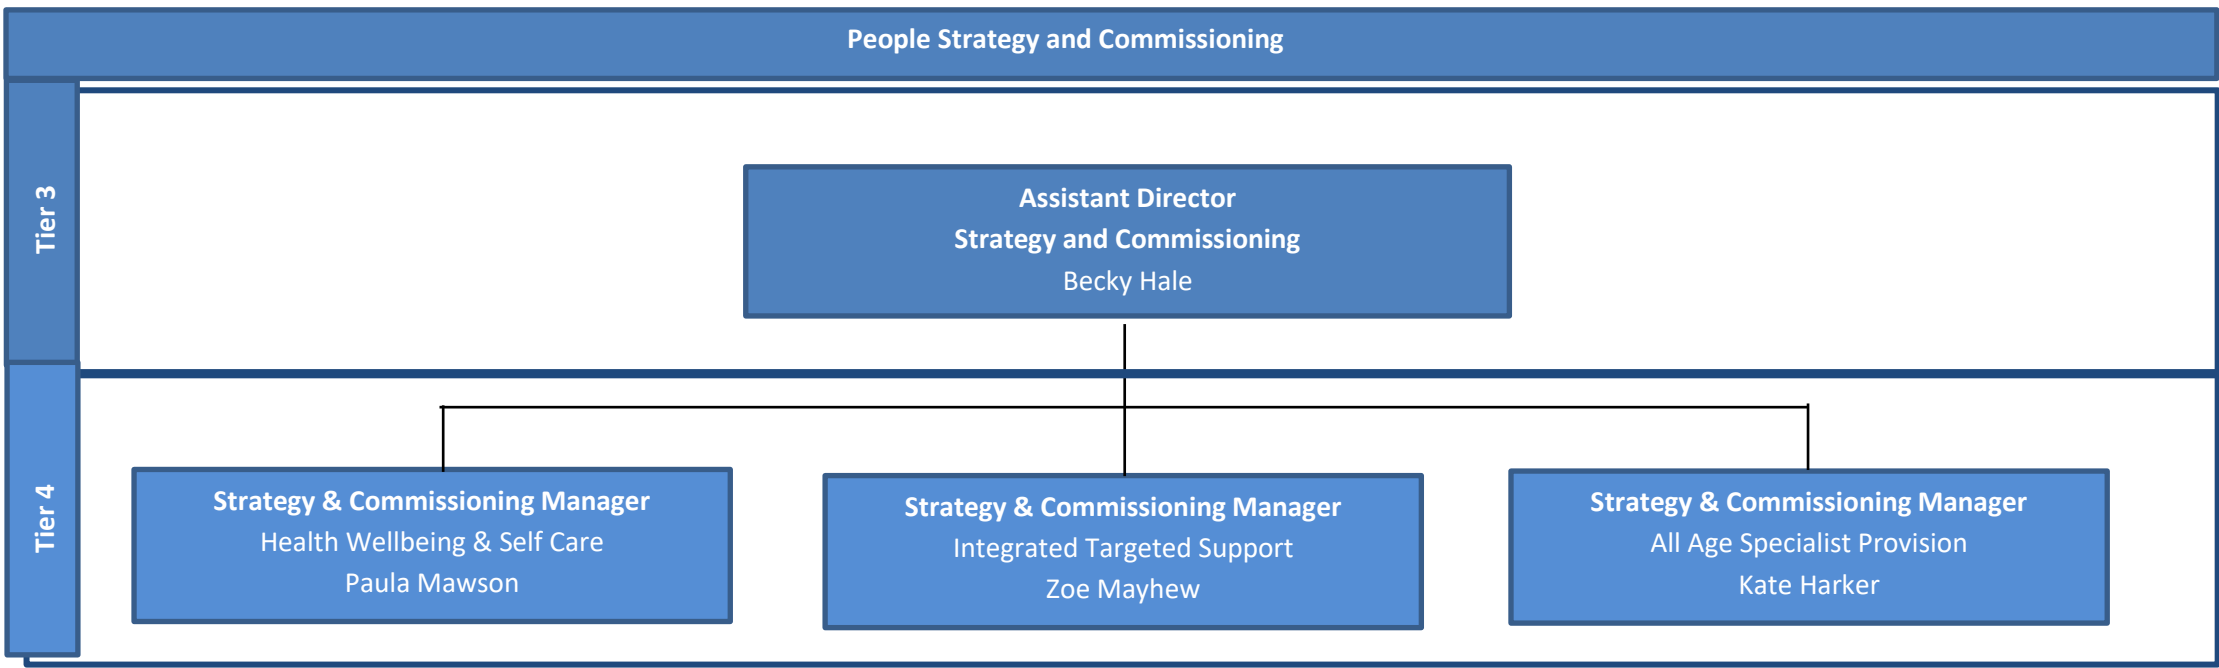 People Strategy and Commissioning
Tier 3
Assistant Director
Strategy and Commissioning
Becky Hale
Tier 4
Strategy & Commissioning Manager
Health Wellbeing & Self Care
Paula Mawson
Strategy & Commissioning Manager
Integrated Targeted Support
Zoe Mayhew
Strategy & Commissioning Manager
All Age Specialist Provision
Kate Harker